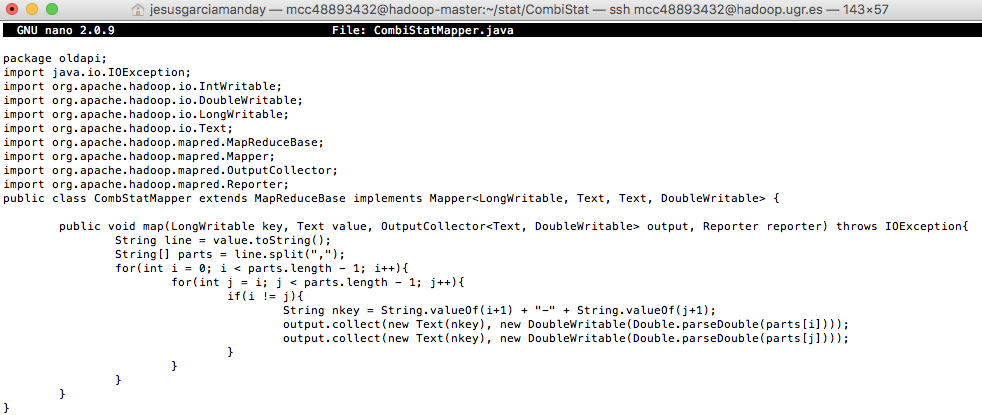 jesusgarciamanday — mcc48893432@hadoop-master:~/stat/CombiStat — ssh mcc48893432@hadoop.ugr.es — 143×57
GNU nano 2.0.9 File: CombiStatMapper.java
package oldapi;
import java.io.IOException;
import org.apache.hadoop.io.IntWritable;
import org.apache.hadoop.io.DoubleWritable;
import org.apache.hadoop.io.LongWritable;
import org.apache.hadoop.io.Text;
import org.apache.hadoop.mapred.MapReduceBase;
import org.apache.hadoop.mapred.Mapper;
import org.apache.hadoop.mapred.OutputCollector;
import org.apache.hadoop.mapred.Reporter;
public class CombStatMapper extends MapReduceBase implements Mapper<LongWritable, Text, Text, DoubleWritable> {
public void map(LongWritable key, Text value, OutputCollector<Text, DoubleWritable> output, Reporter reporter) throws IOException{
String line = value.toString();
String[] parts = line.split(",");
for(int i = 0; i < parts.length - 1; i++){
for(int j = i; j < parts.length - 1; j++){
if(i != j){
String nkey = String.valueOf(i+1) + "-" + String.valueOf(j+1);
output.collect(new Text(nkey), new DoubleWritable(Double.parseDouble(parts[i])));
output.collect(new Text(nkey), new DoubleWritable(Double.parseDouble(parts[j])));
}
}
}
}
}